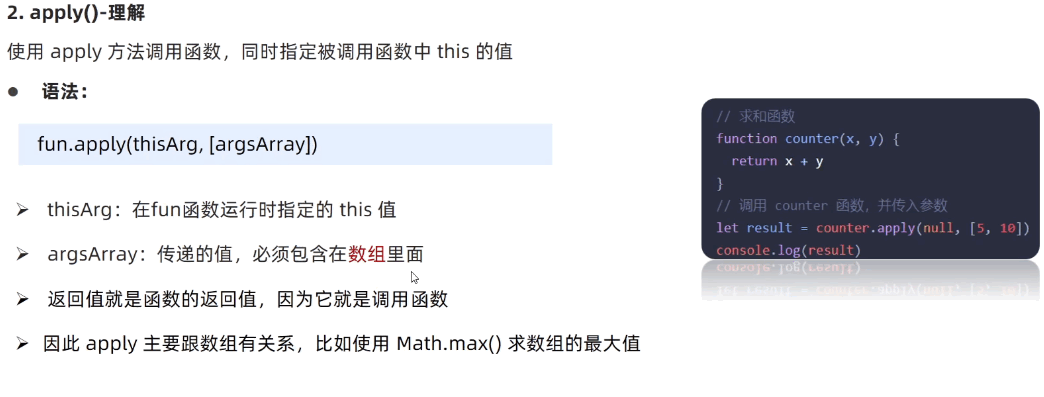 2. apply()-理解
使用 apply 方法调用函数，同时指定被调用函数中 this 的值
● 语法：
fun.apply(thisArg, [argsArray])
➢ thisArg：在fun函数运行时指定的 this 值
➢ argsArray：传递的值，必须包含在数组里面
➢ 返回值就是函数的返回值，因为它就是调用函数
➢ 因此 apply 主要跟数组有关系，比如使用 Math.max() 求数组的最大值
// 求和函数
function counter(x, y) {
  return x + y
}
// 调用 counter 函数，并传入参数
let result = counter.apply(null, [5, 10])
console.log(result)